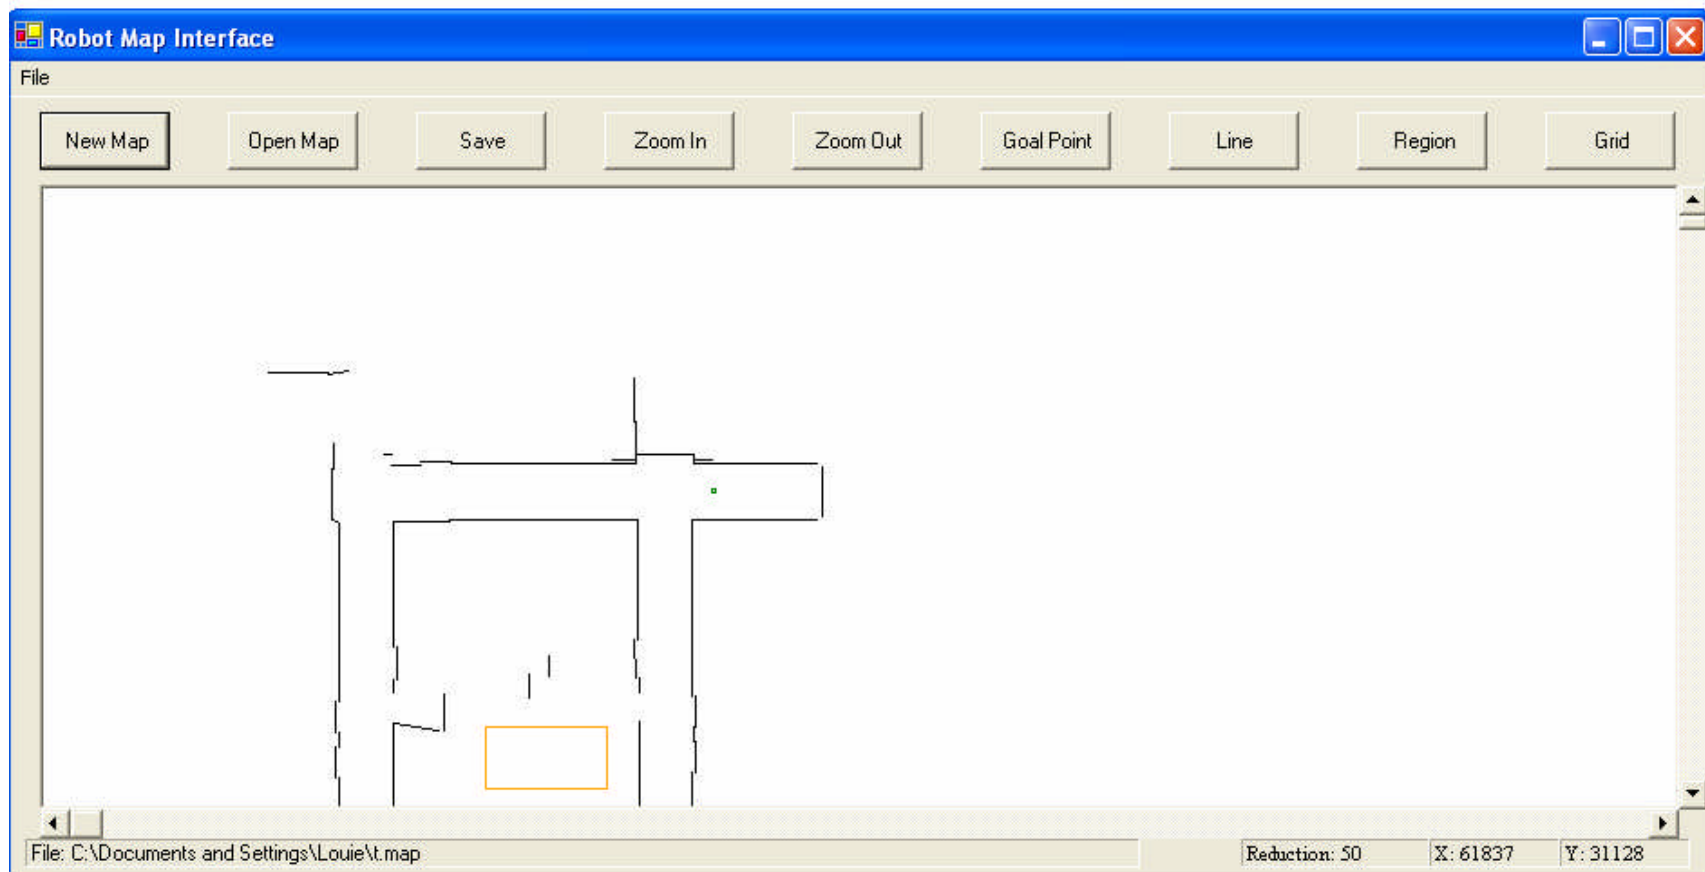 Robot Map Interface
File
New Map Open Map Save Zoom In Zoom Out Goal Point Line Region Grid
File: C:\Documents and Settings\Louie\t.map Reduction: 50 X: 61837 Y: 31128